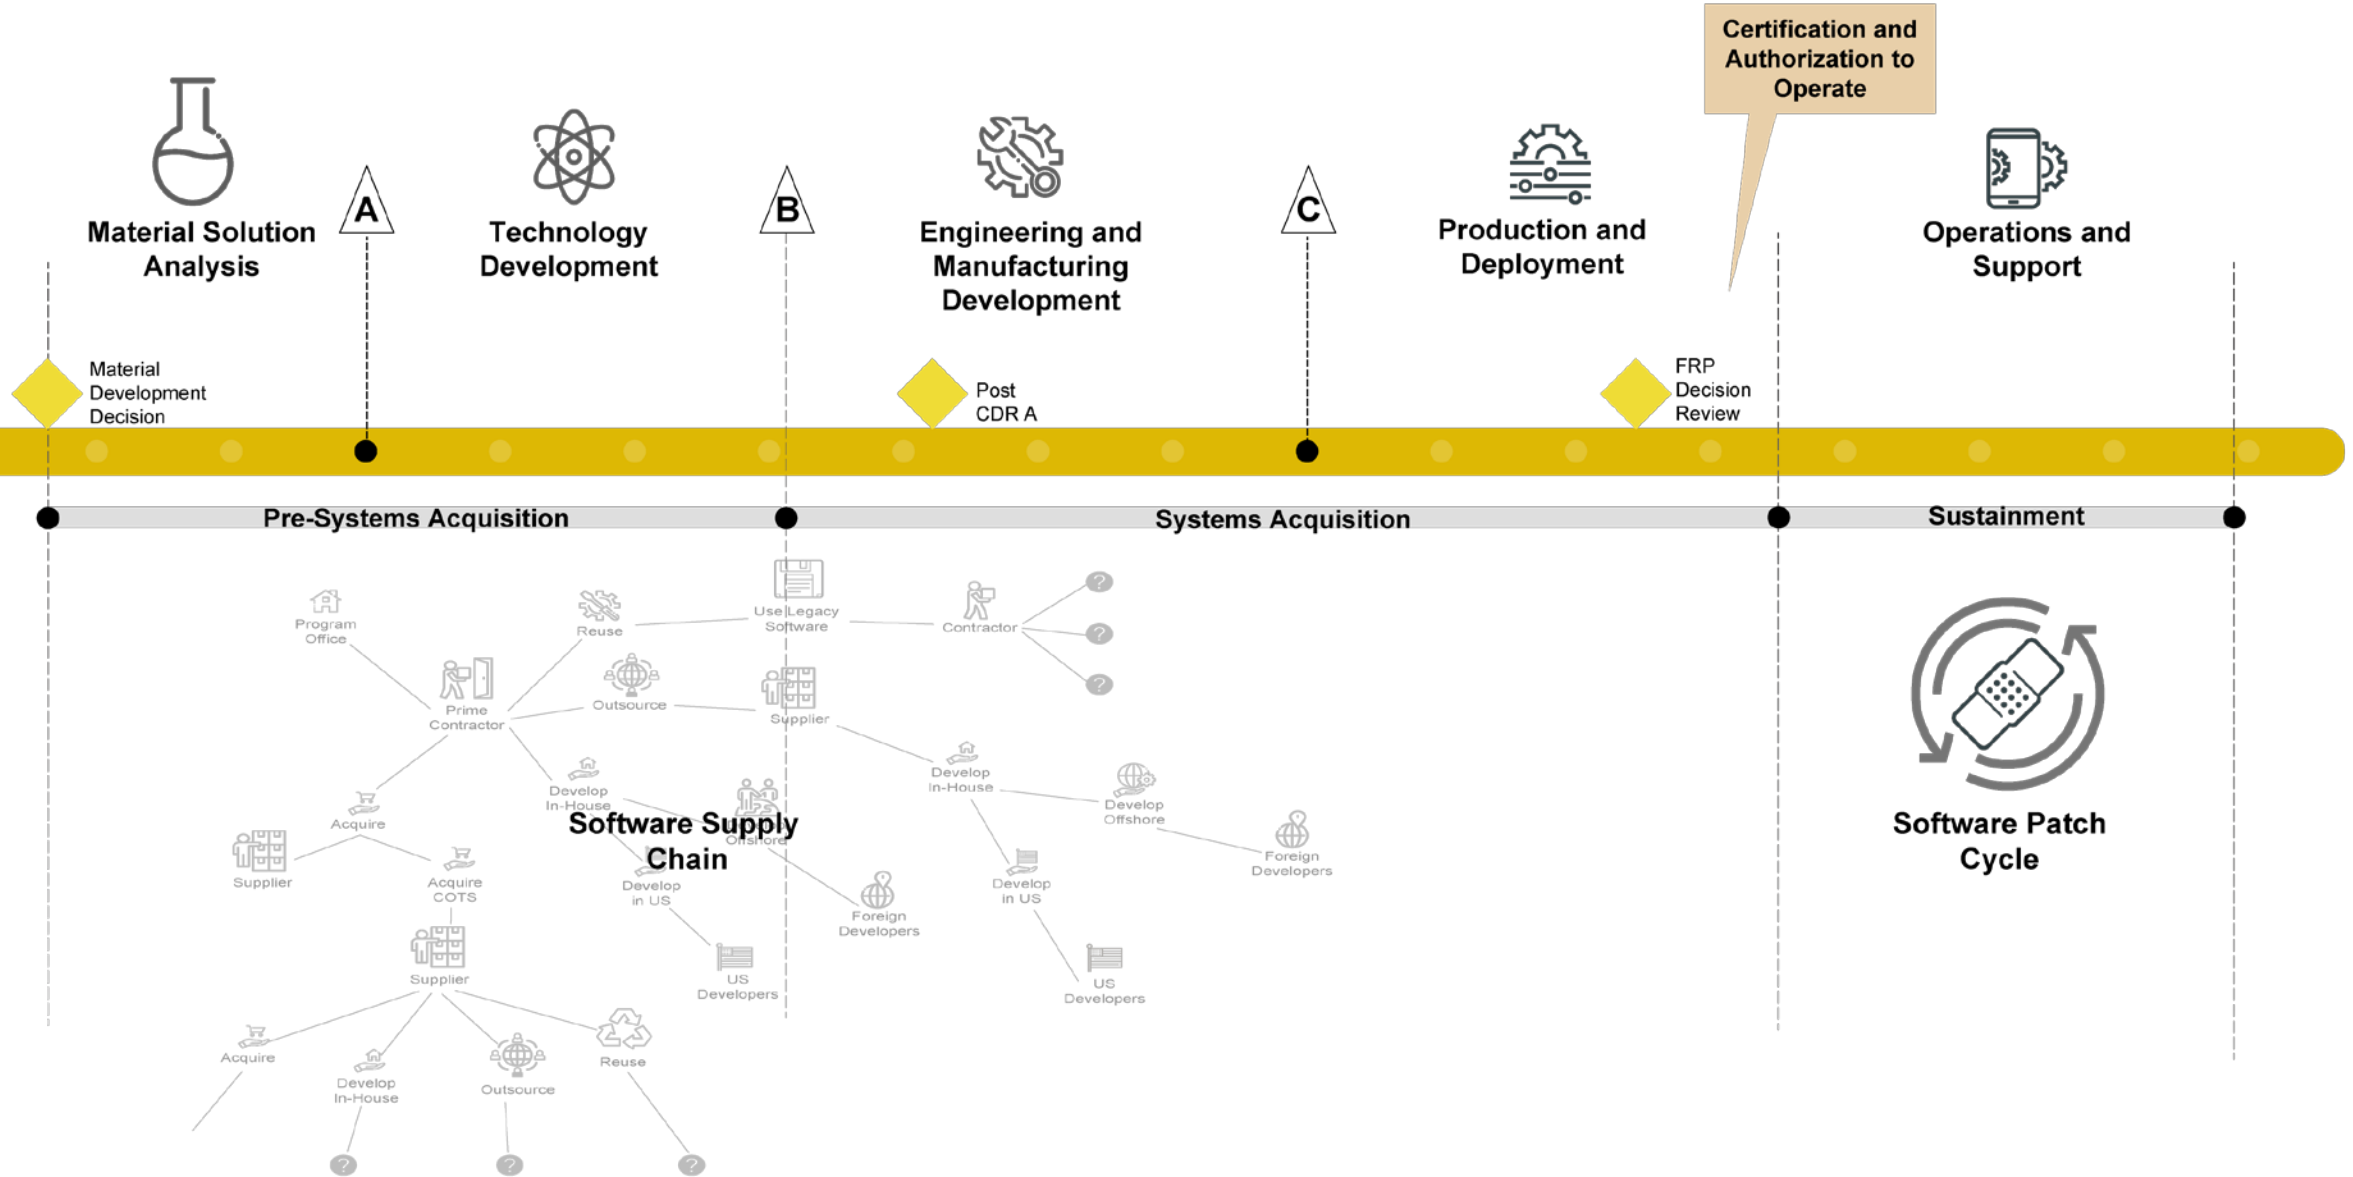 Certification and
Authorization to
Operate
Material Solution
Analysis
A
Technology
Development
B
Engineering and
Manufacturing
Development
C
Production and
Deployment
Operations and
Support
Material
Development
Decision
Post
CDR A
FRP
Decision
Review
Pre-Systems Acquisition
Systems Acquisition
Sustainment
Program
Office
Reuse
Use Legacy
Software
Contractor
?
?
?
Prime
Contractor
Outsource
Supplier
Develop
In-House
Develop
In-House
Develop
Offshore
Acquire
Software Supply
Chain
Offshore
Software Patch
Cycle
Supplier
Acquire
COTS
Develop
in US
Foreign
Developers
Develop
in US
Foreign
Developers
Supplier
US
Developers
US
Developers
Acquire
Develop
In-House
Outsource
Reuse
?
?
?